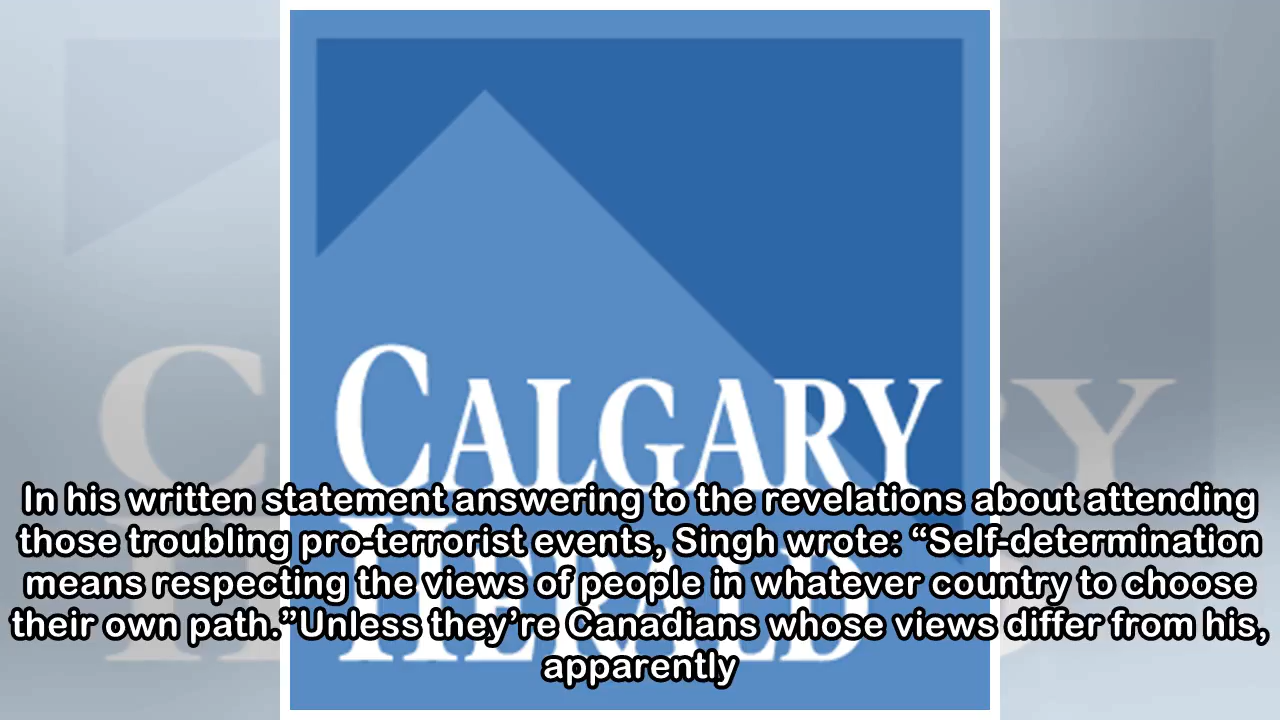 CALGARY
HERALD
In his written statement answering to the revelations about attending
those troubling pro-terrorist events, Singh wrote: “Self-determination
means respecting the views of people in whatever country to choose
their own path.”Unless they’re Canadians whose views differ from his,
apparently